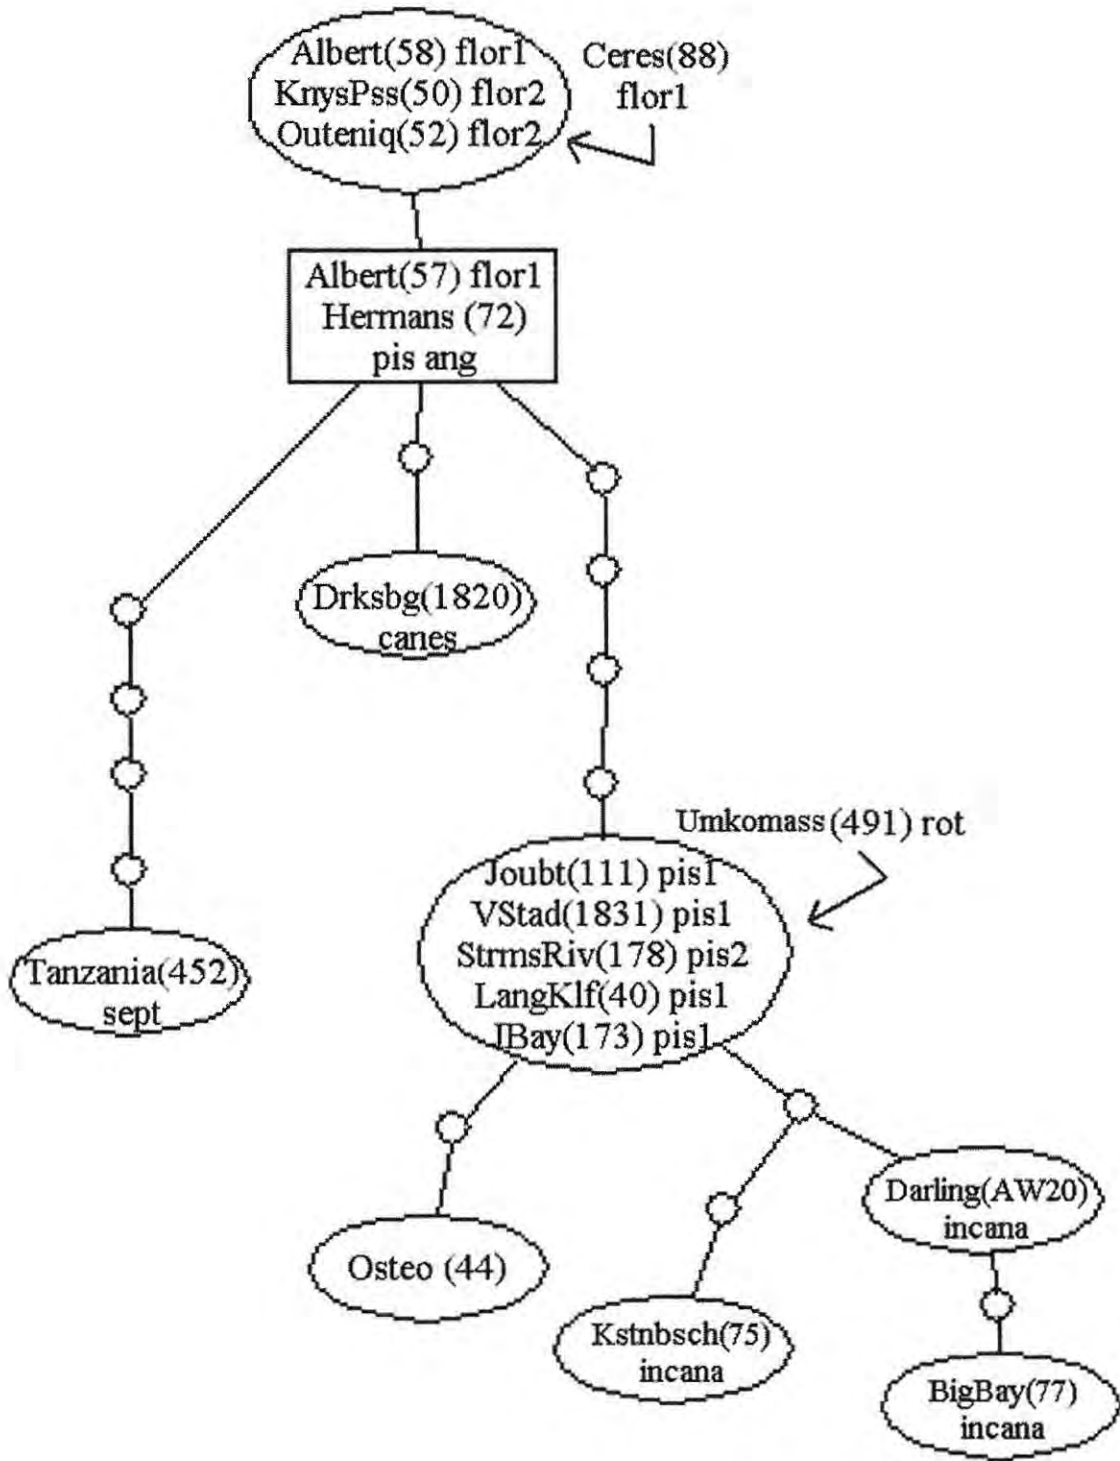 Albert(58) flor1
KnysPss(50) flor2
Outeniq(52) flor2
Ceres(88)
flor1
Albert(57) flor1
Hermans (72)
pis ang
Drksbg(1820)
canes
Tanzania(452)
sept
Umkomass(491) rot
Joubt(111) pis1
VStad(1831) pis1
StrmsRiv(178) pis2
LangKlf(40) pis1
JBay(173) pis1
Osteo (44)
Kstnbsch(75)
incana
Darling(AW20)
incana
BigBay(77)
incana